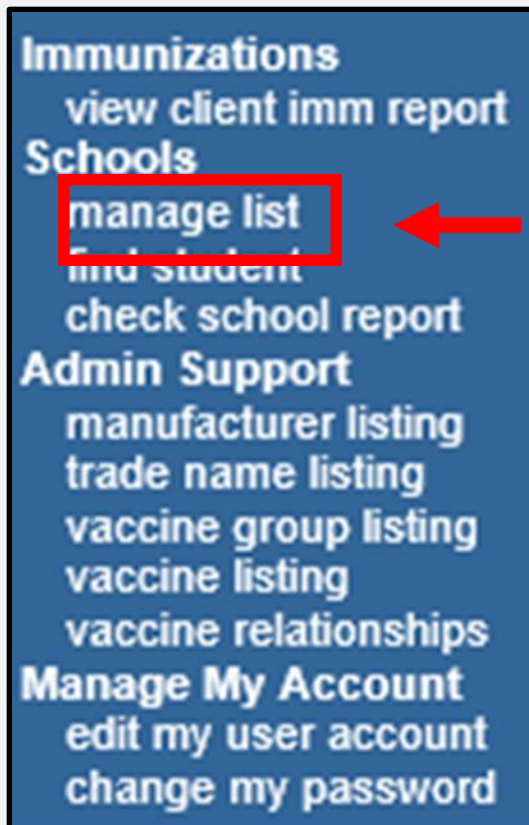 Immunizations
view client imm report
Schools
manage list
find student
check school report
Admin Support
manufacturer listing
trade name listing
vaccine group listing
vaccine listing
vaccine relationships
Manage My Account
edit my user account
change my password